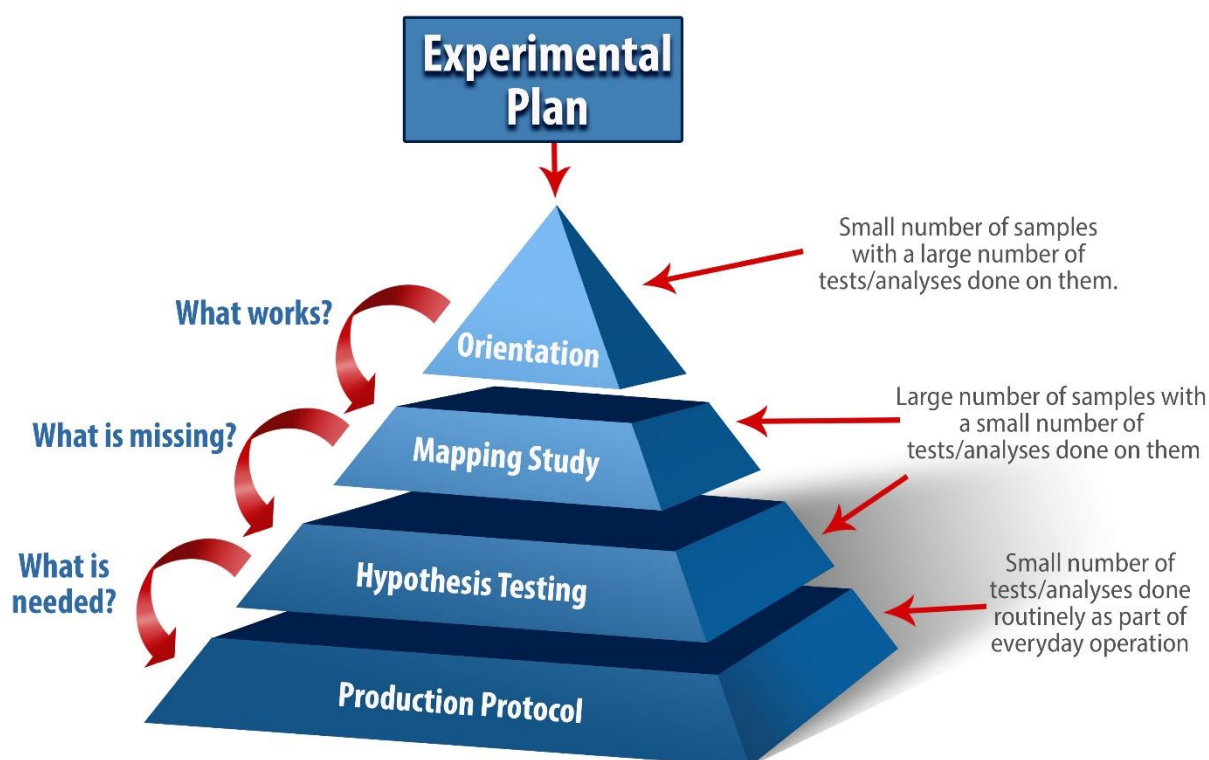 Experimental
Plan
Small number of samples
with a large number of
tests/analyses done on them.
What works?
Orientation
Large number of samples with
a small number of
tests/analyses done on them
What is missing?
Mapping Study
Small number of
tests/analyses done
routinely as part of
everyday operation
What is
needed?
Hypothesis Testing
Production Protocol